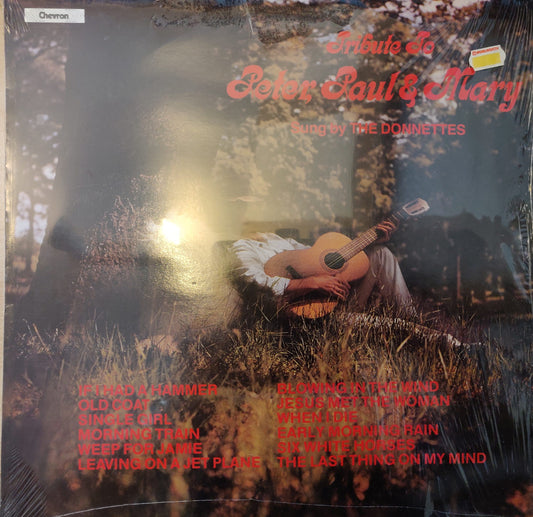 Chevron
Tribute To
Peter, Paul & Mary
Sung by THE DONNETTES
IF I HAD A HAMMER
OLD COAT
SINGLE GIRL
MORNING TRAIN
WEEP FOR JAMIE
LEAVING ON A JET PLANE
BLOWING IN THE WIND
JESUS MET THE WOMAN
WHEN I DIE
EARLY MORNING RAIN
SIX WHITE HORSES
THE LAST THING ON MY MIND